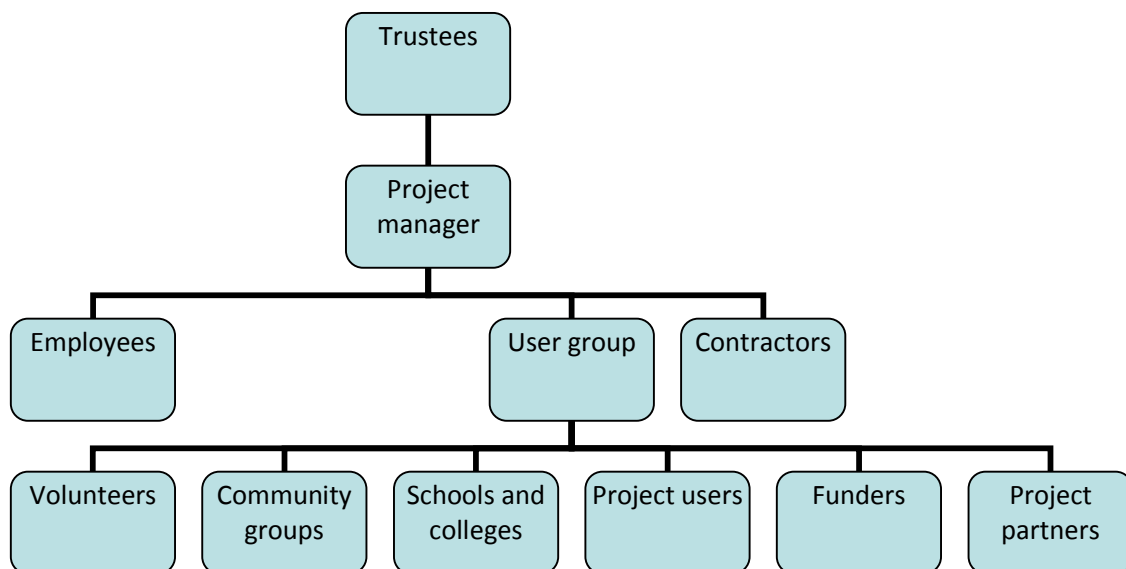 Trustees
Project
manager
Employees
User group
Contractors
Volunteers
Community
groups
Schools and
colleges
Project users
Funders
Project
partners